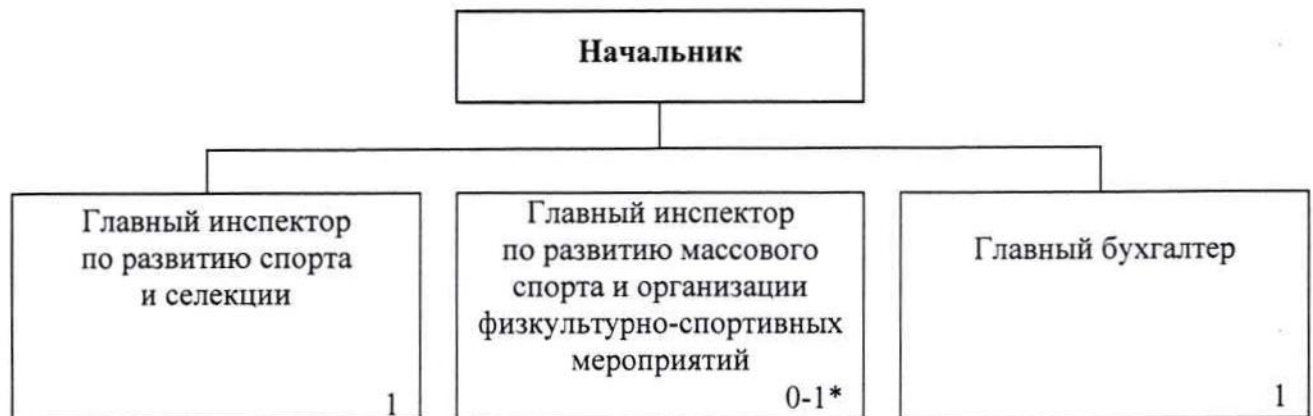 Начальник
Главный инспектор
по развитию спорта
и селекции
1
Главный инспектор
по развитию массового
спорта и организации
физкультурно-спортивных
мероприятий
0-1*
Главный бухгалтер
1